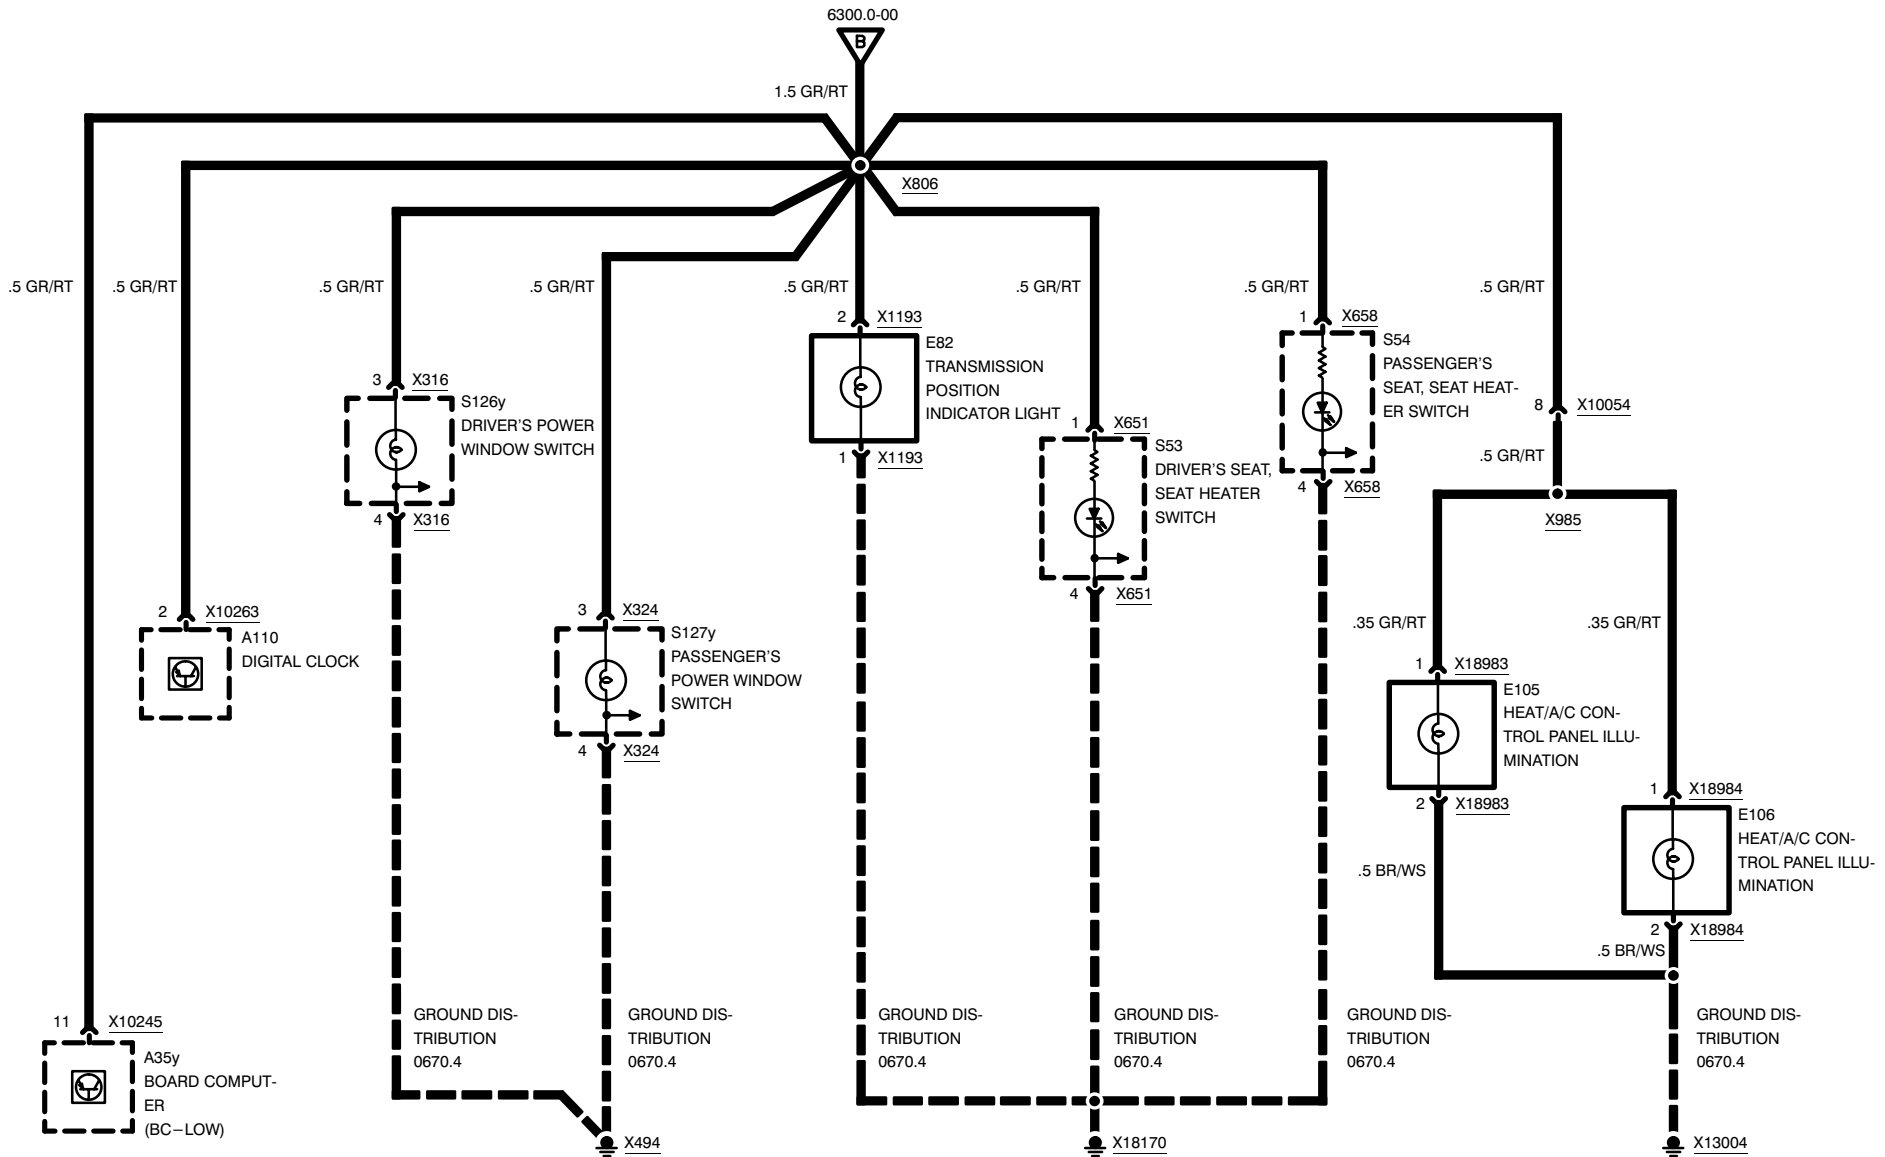 6300.0-00
B
1.5 GR/RT
X806
.5 GR/RT
.5 GR/RT
.5 GR/RT
.5 GR/RT
.5 GR/RT
.5 GR/RT
.5 GR/RT
.5 GR/RT
2 X1193
E82
TRANSMISSION
POSITION
INDICATOR LIGHT
1 X1193
1 X658
S54
PASSENGER'S
SEAT, SEAT HEAT-
ER SWITCH
4 X658
3 X316
S126y
DRIVER'S POWER
WINDOW SWITCH
4 X316
1 X651
S53
DRIVER'S SEAT,
SEAT HEATER
SWITCH
4 X651
8 X10054
.5 GR/RT
X985
.35 GR/RT
.35 GR/RT
2 X10263
A110
DIGITAL CLOCK
3 X324
S127y
PASSENGER'S
POWER WINDOW
SWITCH
4 X324
1 X18983
E105
HEAT/A/C CON-
TROL PANEL ILLU-
MINATION
2 X18983
.5 BR/WS
1 X18984
E106
HEAT/A/C CON-
TROL PANEL ILLU-
MINATION
2 X18984
.5 BR/WS
11 X10245
A35y
BOARD COMPUT-
ER
(BC–LOW)
GROUND DIS-
TRIBUTION
0670.4
GROUND DIS-
TRIBUTION
0670.4
GROUND DIS-
TRIBUTION
0670.4
GROUND DIS-
TRIBUTION
0670.4
GROUND DIS-
TRIBUTION
0670.4
GROUND DIS-
TRIBUTION
0670.4
X494
X18170
X13004